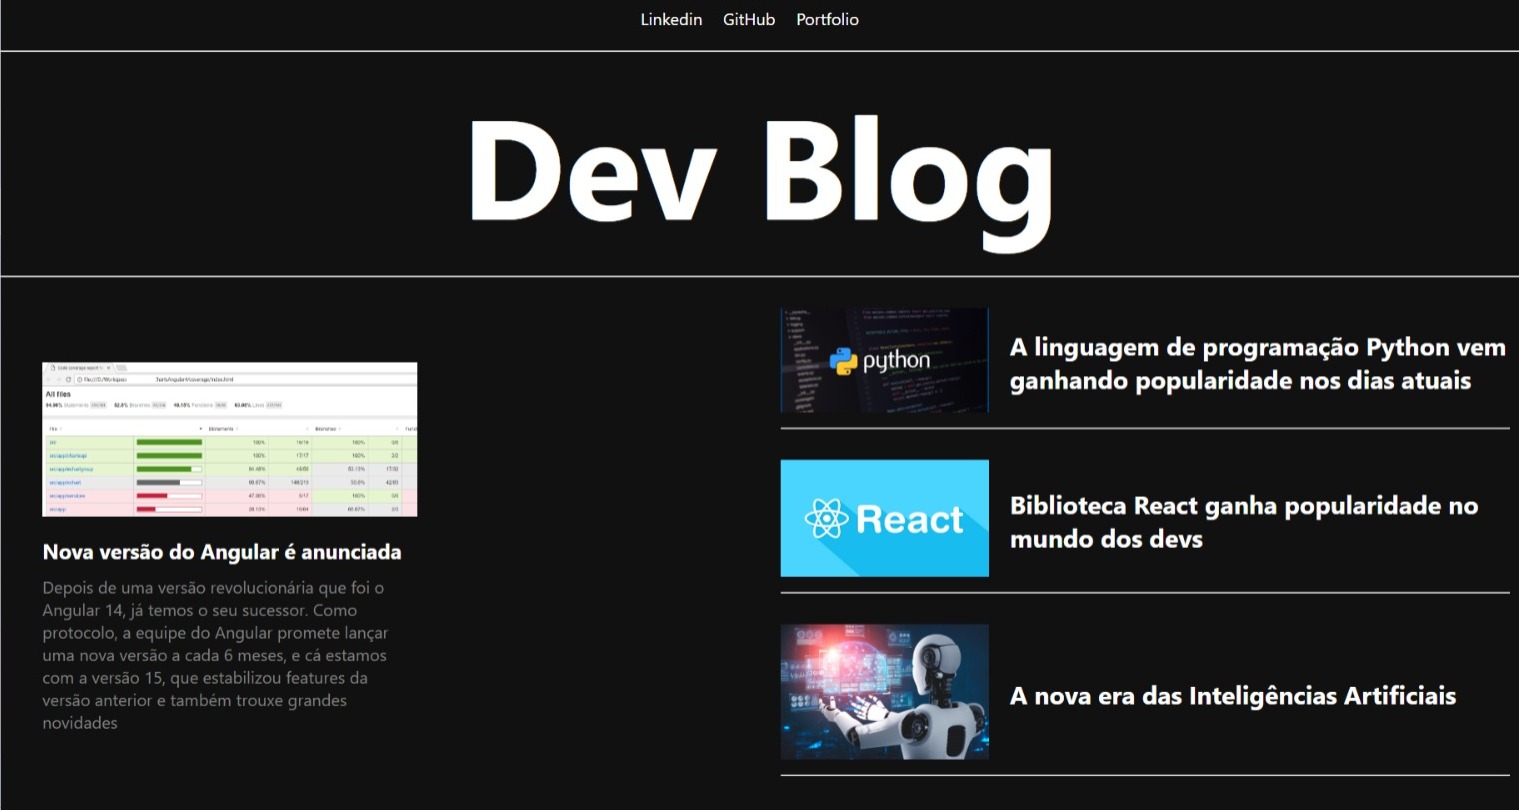 Linkedin GitHub Portfolio
Dev Blog
All files
Nova versão do Angular é anunciada
Depois de uma versão revolucionária que foi o
Angular 14, já temos o seu sucessor. Como
protocolo, a equipe do Angular promete lançar
uma nova versão a cada 6 meses, e cá estamos
com a versão 15, que estabilizou features da
versão anterior e também trouxe grandes
novidades
python
A linguagem de programação Python vem
ganhando popularidade nos dias atuais
React
Biblioteca React ganha popularidade no
mundo dos devs
A nova era das Inteligências Artificiais